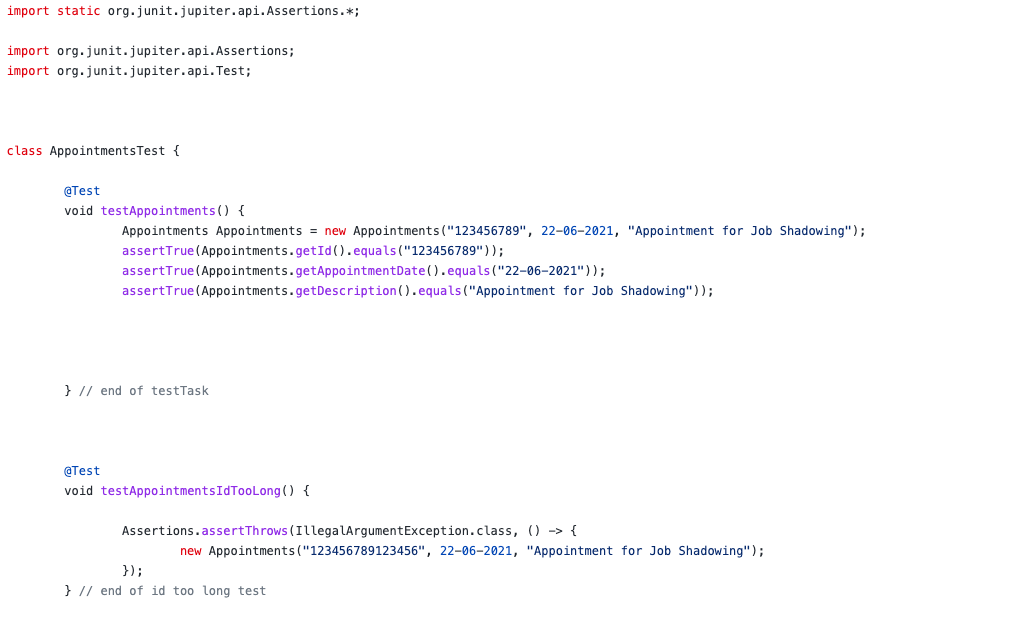 import static org.junit.jupiter.api.Assertions.*;
import org.junit.jupiter.api.Assertions;
import org.junit.jupiter.api.Test;
class AppointmentsTest {
@Test
void testAppointments() {
Appointments Appointments = new Appointments("123456789", 22-06-2021, "Appointment for Job Shadowing");
assertTrue(Appointments.getId().equals("123456789"));
assertTrue(Appointments.getAppointmentDate().equals("22-06-2021"));
assertTrue(Appointments.getDescription().equals("Appointment for Job Shadowing"));
} // end of testTask
@Test
void testAppointmentsIdTooLong() {
Assertions.assertThrows(IllegalArgumentException.class, () -> {
new Appointments("123456789123456", 22-06-2021, "Appointment for Job Shadowing");
});
} // end of id too long test